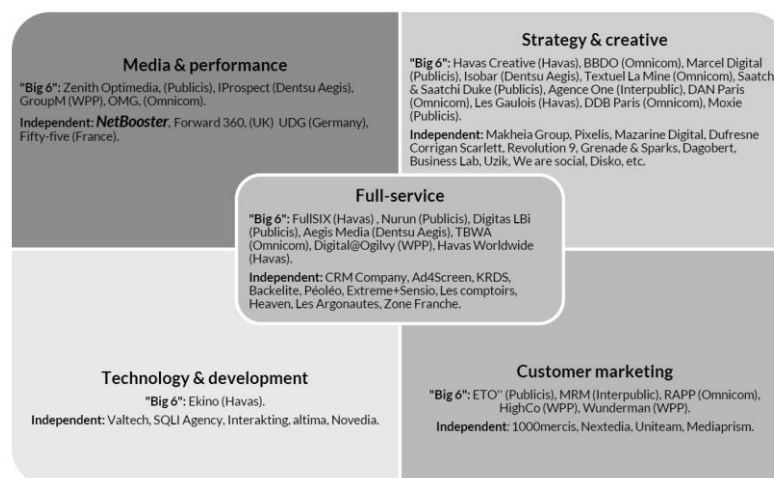 Media & performance
"Big 6": Zenith Optimedia, (Publicis), IProspect (Dentsu Aegis),
GroupM (WPP), OMG, (Omnicom).
Independent: NetBooster, Forward 360, (UK) UDG (Germany),
Fifty-five (France).
Strategy & creative
"Big 6": Havas Creative (Havas), BBDO (Omnicom), Marcel Digital
(Publicis), Isobar (Dentsu Aegis), Textuel La Mine (Omnicom), Saatchi
& Saatchi Duke (Publicis), Agence One (Interpublic), DAN Paris
(Omnicom), Les Gaulois (Havas), DDB Paris (Omnicom), Moxie
(Publicis).
Independent: Makheia Group, Pixelis, Mazarine Digital, Dufresne
Corrigan Scarlett, Revolution 9, Grenade & Sparks, Dagobert,
Business Lab, Uzik, We are social, Disko, etc.
Full-service
"Big 6": FullSIX (Havas) , Nurun (Publicis), Digitas LBi
(Publicis), Aegis Media (Dentsu Aegis), TBWA
(Omnicom), Digital@Ogilvy (WPP), Havas Worldwide
(Havas).
Independent: CRM Company, Ad4Screen, KRDS,
Backelite, Péoléo, Extreme+Sensio, Les comptoirs,
Heaven, Les Argonautes, Zone Franche.
Technology & development
"Big 6": Ekino (Havas).
Independent: Valtech, SQLI Agency, Interakting, altima, Novedia.
Customer marketing
"Big 6": ETO" (Publicis), MRM (Interpublic), RAPP (Omnicom),
HighCo (WPP), Wunderman (WPP).
Independent: 1000mercis, Nextedia, Uniteam, Mediaprism.